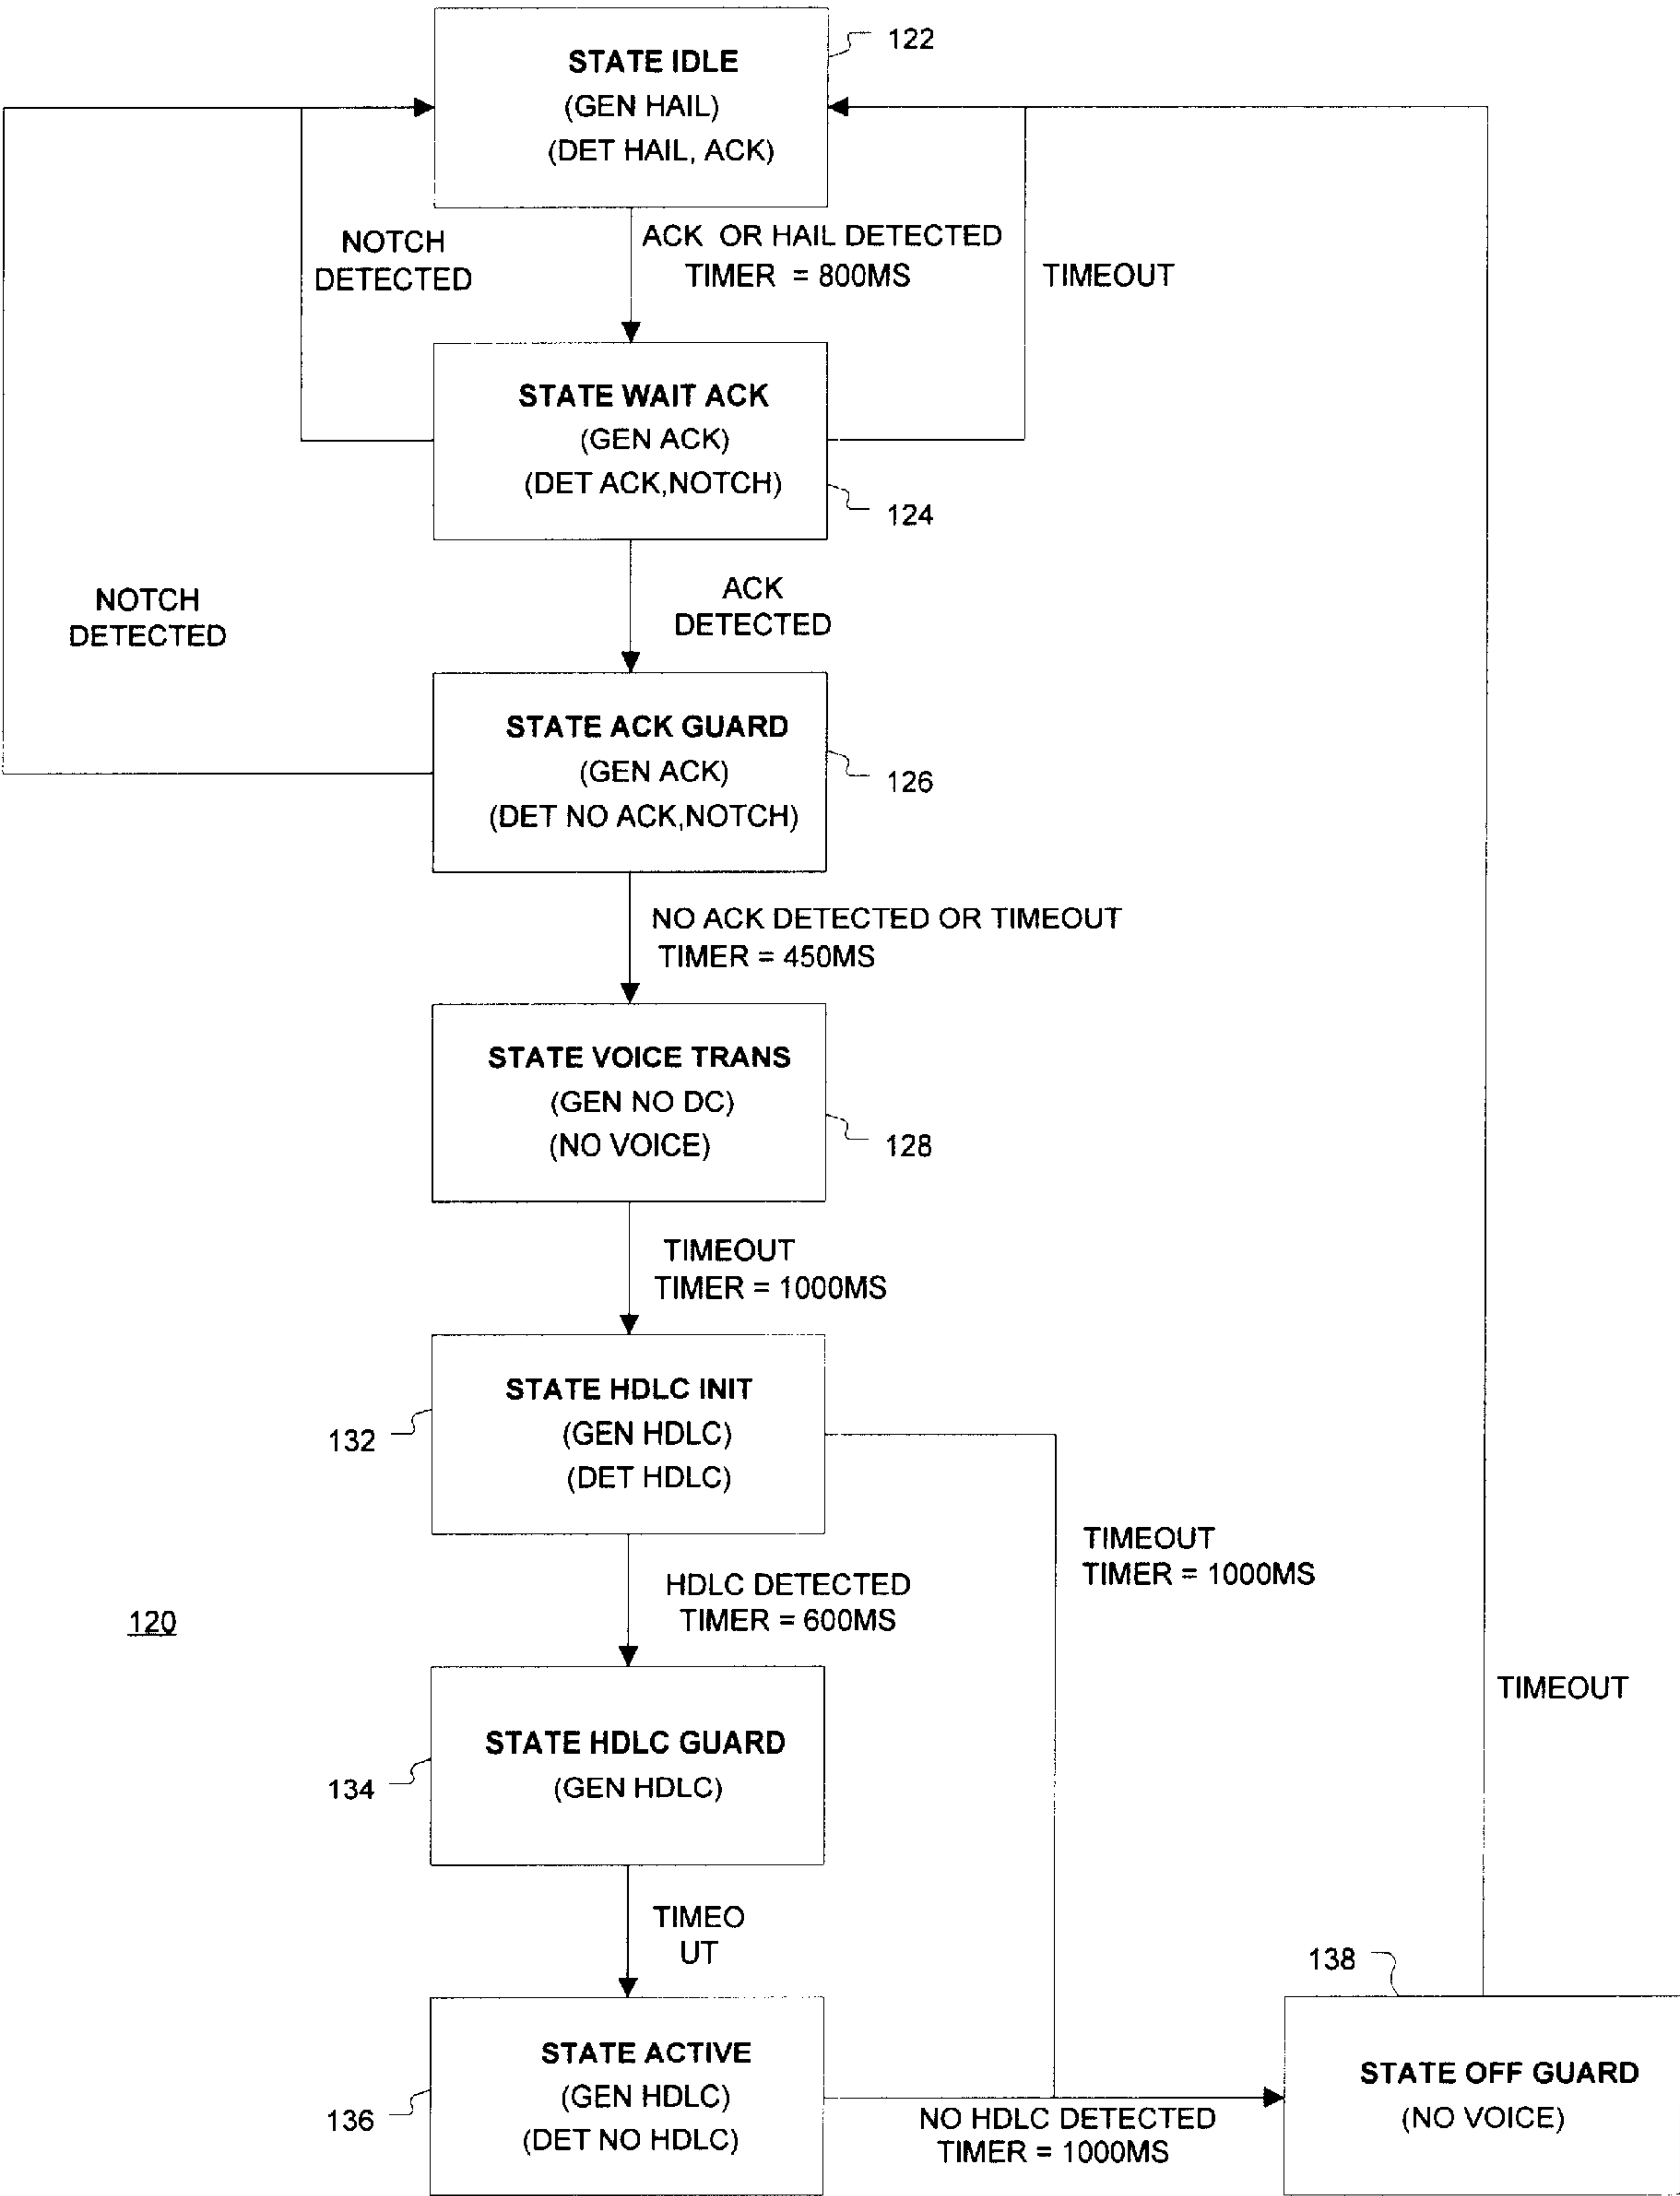 122
STATE IDLE
(GEN HAIL)
(DET HAIL, ACK)
NOTCH
DETECTED
ACK OR HAIL DETECTED
TIMER = 800MS
TIMEOUT
STATE WAIT ACK
(GEN ACK)
(DET ACK,NOTCH)
124
NOTCH
DETECTED
ACK
DETECTED
STATE ACK GUARD
(GEN ACK)
(DET NO ACK,NOTCH)
126
NO ACK DETECTED OR TIMEOUT
TIMER = 450MS
STATE VOICE TRANS
(GEN NO DC)
(NO VOICE)
128
TIMEOUT
TIMER = 1000MS
STATE HDLC INIT
(GEN HDLC)
(DET HDLC)
132
TIMEOUT
TIMER = 1000MS
HDLC DETECTED
TIMER = 600MS
120
TIMEOUT
STATE HDLC GUARD
(GEN HDLC)
134
TIMEO
UT
138
STATE ACTIVE
(GEN HDLC)
(DET NO HDLC)
136
NO HDLC DETECTED
TIMER = 1000MS
STATE OFF GUARD
(NO VOICE)